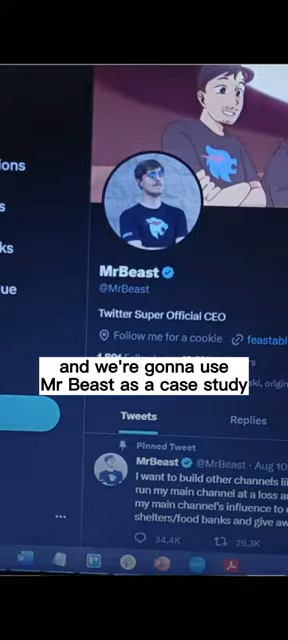 ions
s
ks
ue
MrBeast
@MrBeast
Twitter Super Official CEO
Follow me for a cookie feastabl
and we're gonna use
Mr Beast as a case study
Tweets Replies
Pinned Tweet
MrBeast @MrBeast · Aug 10
I want to build other channels li
run my main channel at a loss a
my main channel's influence to
shelters/food banks and give aw
34.4K 29.3K